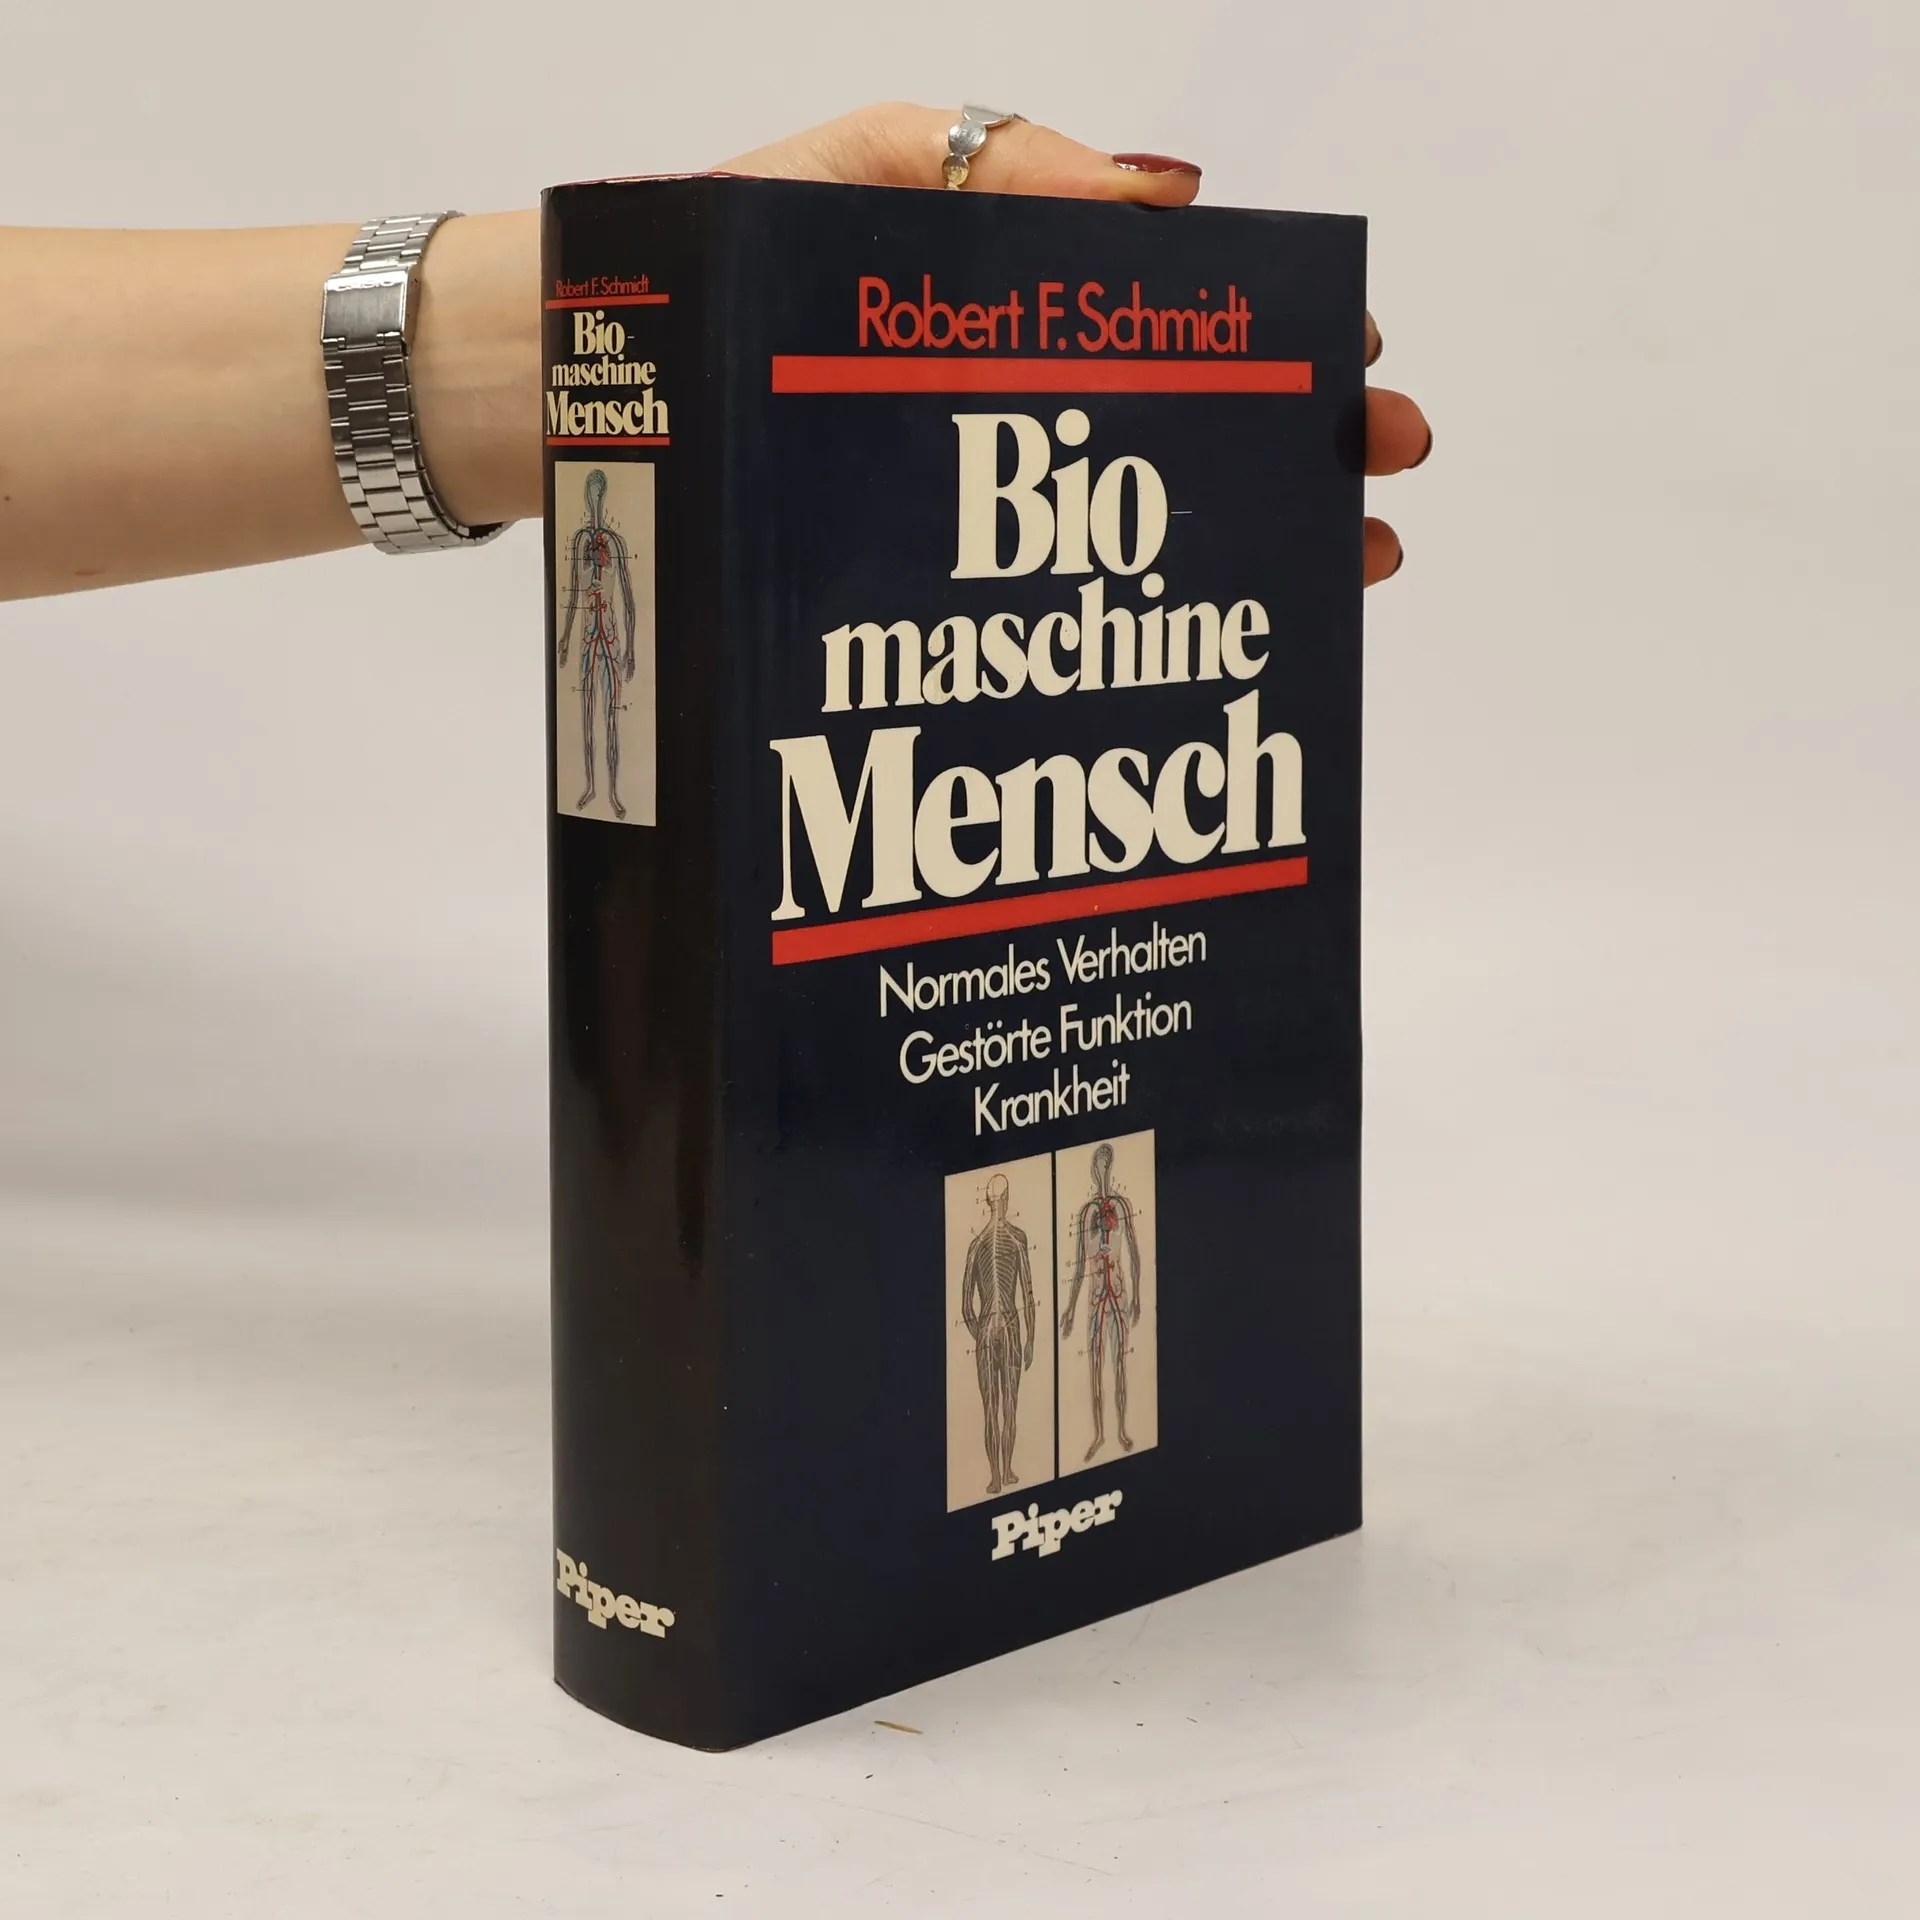 Robert F. Schmidt
Bio-
maschine
Mensch
Piper
Robert F. Schmidt
Bio-
maschine
Mensch
Normales Verhalten
Gestörte Funktion
Krankheit
Piper